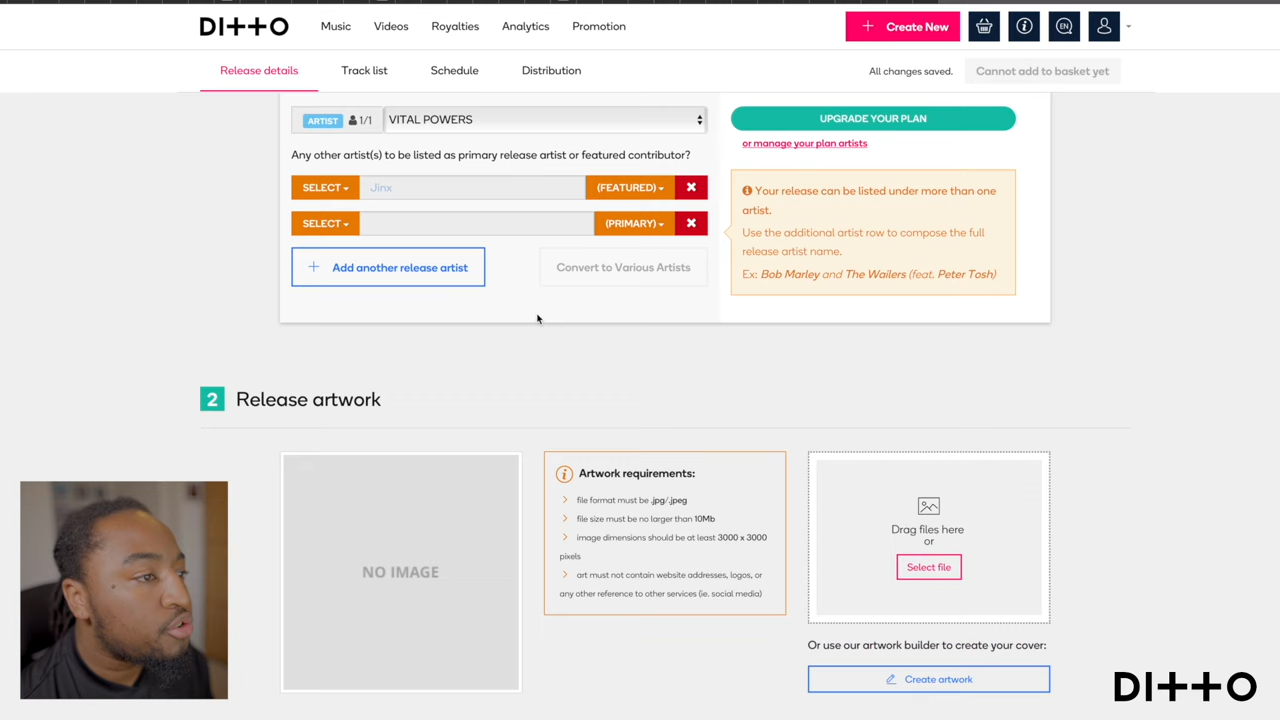 DITTO
Music
Videos
Royalties
Analytics
Promotion
+ Create New
EN
Release details
Track list
Schedule
Distribution
All changes saved.
Cannot add to basket yet
ARTIST 1/1 VITAL POWERS
UPGRADE YOUR PLAN
or manage your plan artists
Any other artist(s) to be listed as primary release artist or featured contributor?
SELECT Jinx (FEATURED)
SELECT (PRIMARY)
+ Add another release artist
Convert to Various Artists
Your release can be listed under more than one
artist.
Use the additional artist row to compose the full
release artist name.
Ex: Bob Marley and The Wailers (feat. Peter Tosh)
2 Release artwork
NO IMAGE
Artwork requirements:
file format must be .jpg/.jpeg
file size must be no larger than 10Mb
image dimensions should be at least 3000 x 3000
pixels
art must not contain website addresses, logos, or
any other reference to other services (ie. social media)
Drag files here
or
Select file
Or use our artwork builder to create your cover:
Create artwork
DITTO